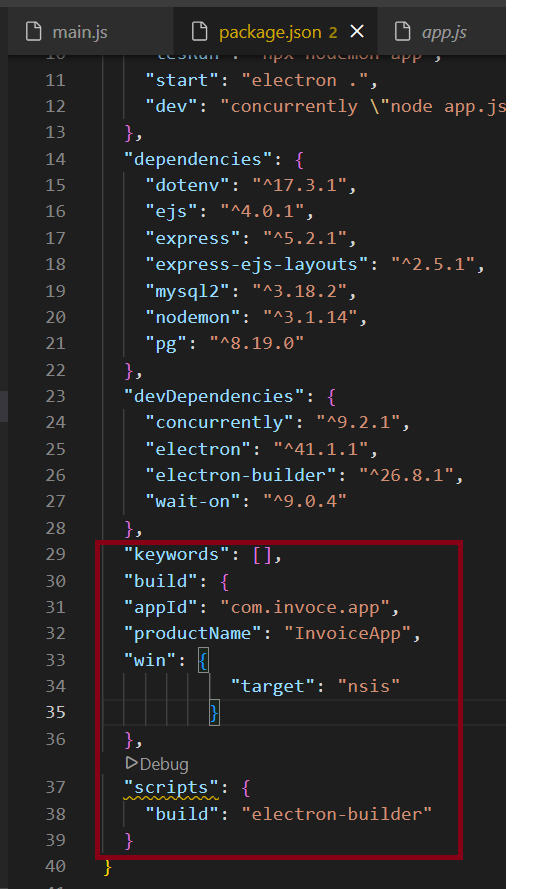 main.js package.json 2 app.js
10 npx nodemon app",
11 "start": "electron .",
12 "dev": "concurrently \"node app.js
13 },
14 "dependencies": {
15 "dotenv": "^17.3.1",
16 "ejs": "^4.0.1",
17 "express": "^5.2.1",
18 "express-ejs-layouts": "^2.5.1",
19 "mysql2": "^3.18.2",
20 "nodemon": "^3.1.14",
21 "pg": "^8.19.0"
22 },
23 "devDependencies": {
24 "concurrently": "^9.2.1",
25 "electron": "^41.1.1",
26 "electron-builder": "^26.8.1",
27 "wait-on": "^9.0.4"
28 },
29 "keywords": [],
30 "build": {
31 "appId": "com.invoce.app",
32 "productName": "InvoiceApp",
33 "win": {
34 "target": "nsis"
35 }
36 },
Debug
37 "scripts": {
38 "build": "electron-builder"
39 }
40 }